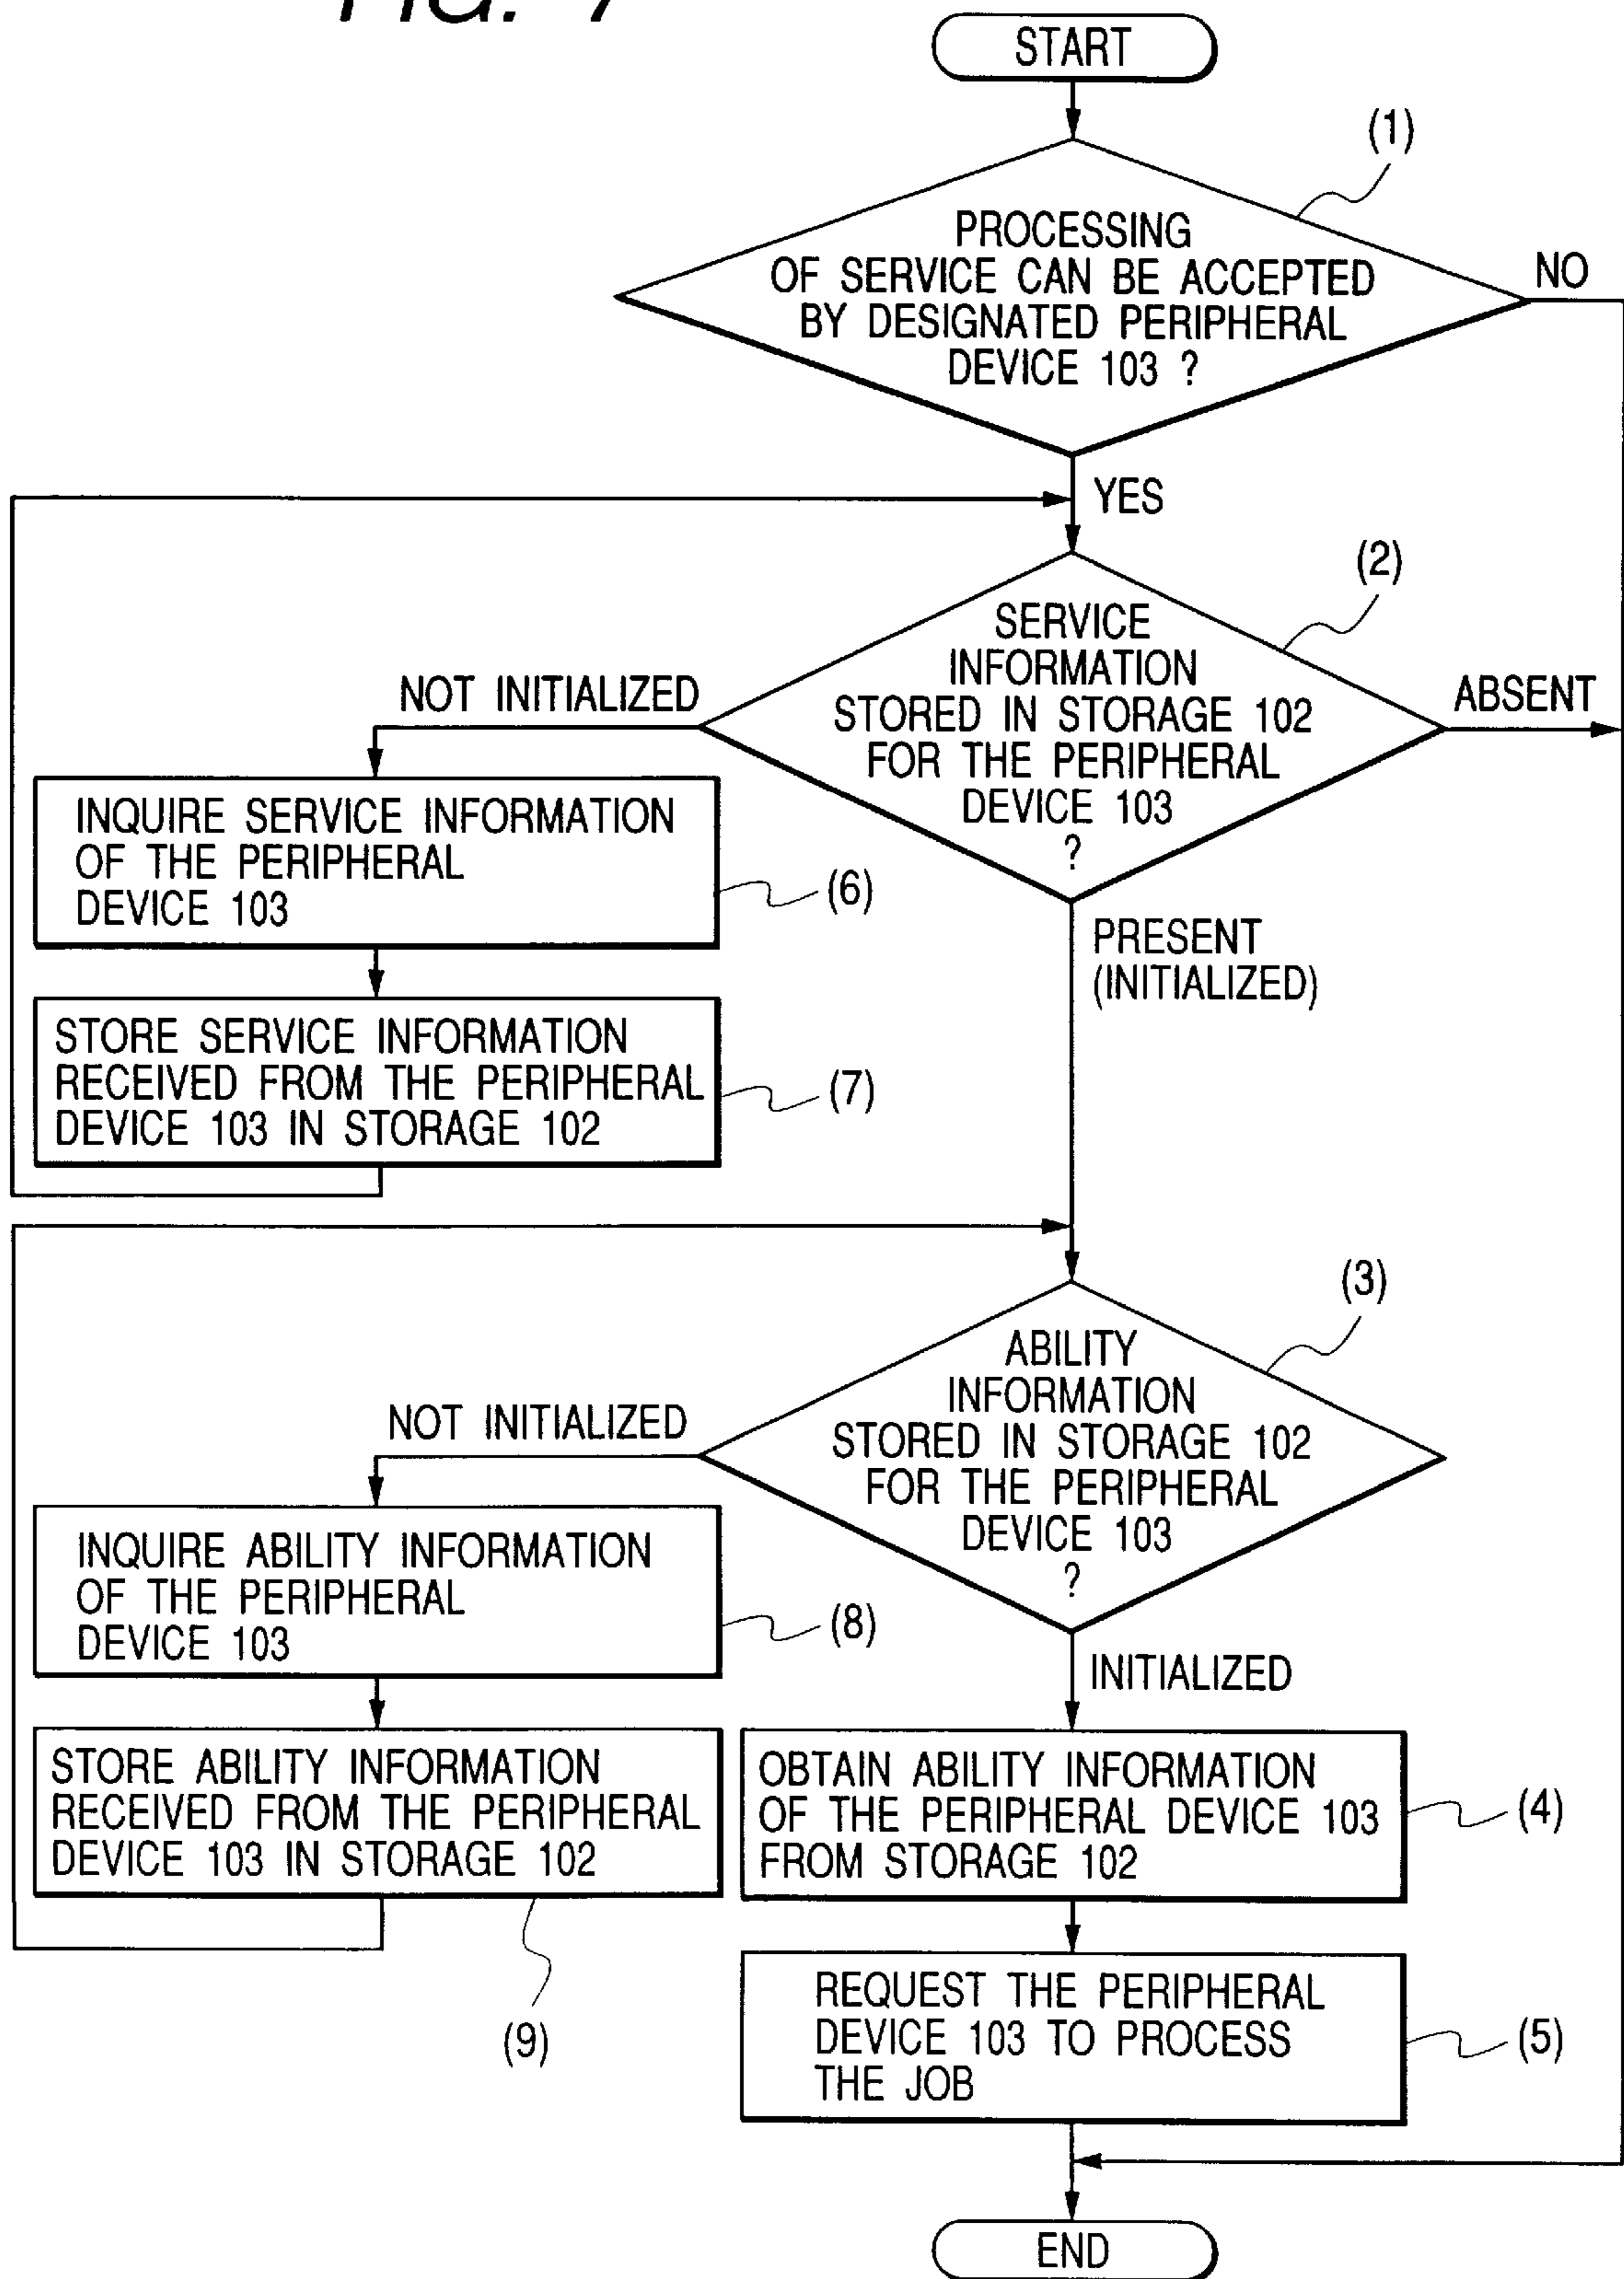 START
(1)
PROCESSING
OF SERVICE CAN BE ACCEPTED
BY DESIGNATED PERIPHERAL
DEVICE 103 ?
NO
YES
(2)
SERVICE
INFORMATION
STORED IN STORAGE 102
FOR THE PERIPHERAL
DEVICE 103
?
NOT INITIALIZED
ABSENT
INQUIRE SERVICE INFORMATION
OF THE PERIPHERAL
DEVICE 103
(6)
PRESENT
(INITIALIZED)
STORE SERVICE INFORMATION
RECEIVED FROM THE PERIPHERAL
DEVICE 103 IN STORAGE 102
(7)
(3)
ABILITY
INFORMATION
STORED IN STORAGE 102
FOR THE PERIPHERAL
DEVICE 103
?
NOT INITIALIZED
INQUIRE ABILITY INFORMATION
OF THE PERIPHERAL
DEVICE 103
(8)
INITIALIZED
STORE ABILITY INFORMATION
RECEIVED FROM THE PERIPHERAL
DEVICE 103 IN STORAGE 102
(9)
OBTAIN ABILITY INFORMATION
OF THE PERIPHERAL DEVICE 103
FROM STORAGE 102
(4)
REQUEST THE PERIPHERAL
DEVICE 103 TO PROCESS
THE JOB
(5)
END